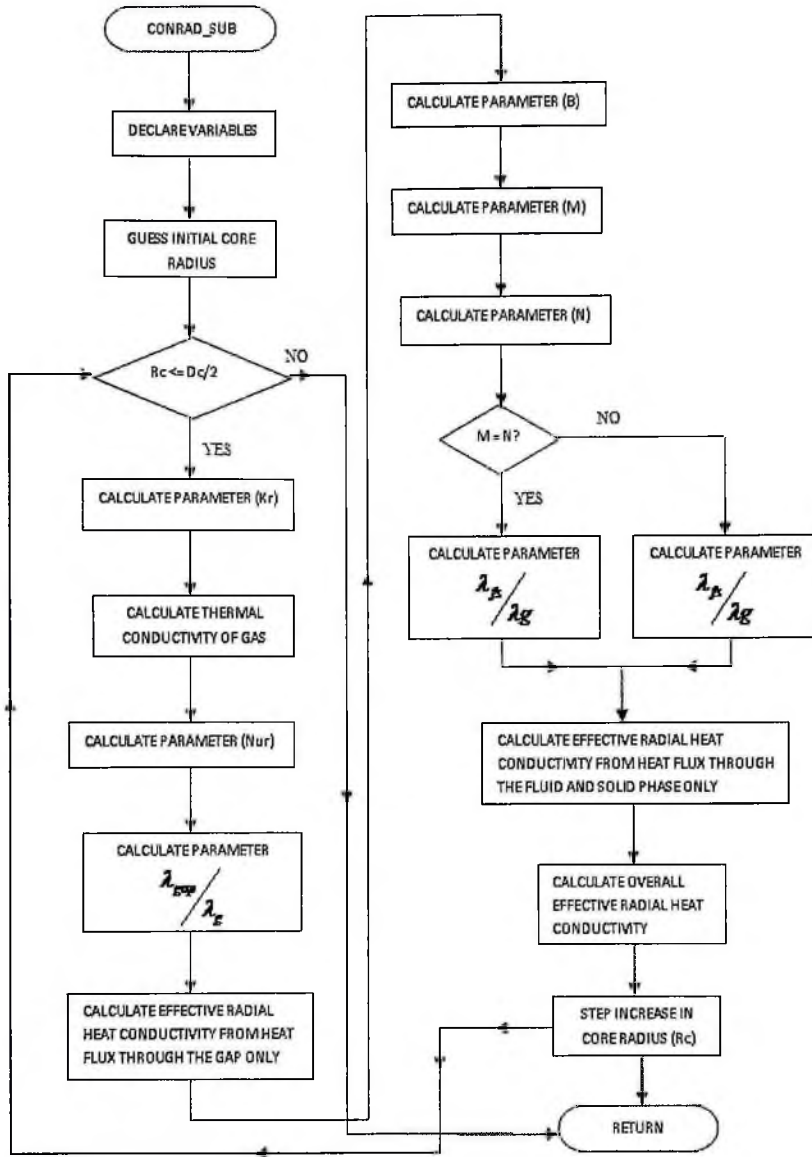 CONRAD_SUB
DECLARE VARIABLES
GUESS INITIAL CORE
RADIUS
Rc<=Dc/2
NO
YES
CALCULATE PARAMETER (Kr)
CALCULATE THERMAL
CONDUCTIVITY OF GAS
CALCULATE PARAMETER (Nur)
CALCULATE PARAMETER
λgap/λg
CALCULATE EFFECTIVE RADIAL
HEAT CONDUCTIVITY FROM HEAT
FLUX THROUGH THE GAP ONLY
CALCULATE PARAMETER (B)
CALCULATE PARAMETER (M)
CALCULATE PARAMETER (N)
M=N?
NO
YES
CALCULATE PARAMETER
λfs/λg
CALCULATE PARAMETER
λfs/λg
CALCULATE EFFECTIVE RADIAL HEAT
CONDUCTIVITY FROM HEAT FLUX THROUGH
THE FLUID AND SOLID PHASE ONLY
CALCULATE OVERALL
EFFECTIVE RADIAL HEAT
CONDUCTIVITY
STEP INCREASE IN
CORE RADIUS (Rc)
RETURN